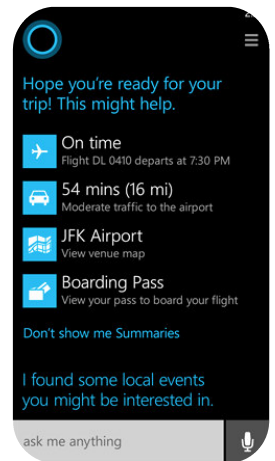 Hope you're ready for your
trip! This might help.
On time
Flight DL 0410 departs at 7:30 PM
54 mins (16 mi)
Moderate traffic to the airport
JFK Airport
View venue map
Boarding Pass
View your pass to board your flight
Don't show me Summaries
I found some local events
you might be interested in.
ask me anything